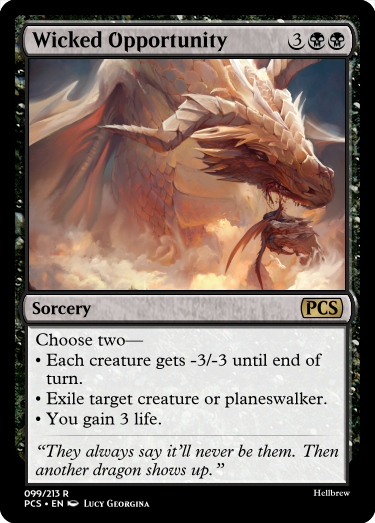 Wicked Opportunity 3
Sorcery PCS
Choose two—
• Each creature gets -3/-3 until end of
turn.
• Exile target creature or planeswalker.
• You gain 3 life.
“They always say it’ll never be them. Then
another dragon shows up.”
099/213 R Hellbrew
PCS • EN Lucy Georgina